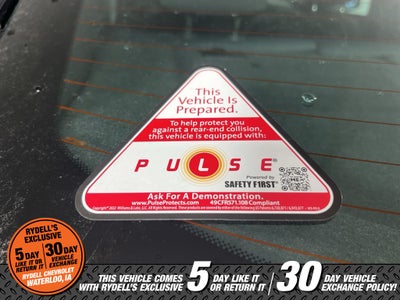 This
Vehicle Is
Prepared.
To help protect you
against a rear-end collision,
this vehicle is equipped with:
PULSE®
Powered by
SAFETY F1RST
Ask For A Demonstration.
www.PulseProtects.com 49CFR571.108 Compliant
RYDELL'S
EXCLUSIVE
5 DAY
LIKE IT OR
RETURN IT
30 DAY
VEHICLE
EXCHANGE
RYDELL CHEVROLET
WATERLOO, IA
THIS VEHICLE COMES
WITH RYDELL'S EXCLUSIVE
5 DAY LIKE IT
OR RETURN IT
30 DAY VEHICLE
EXCHANGE POLICY!